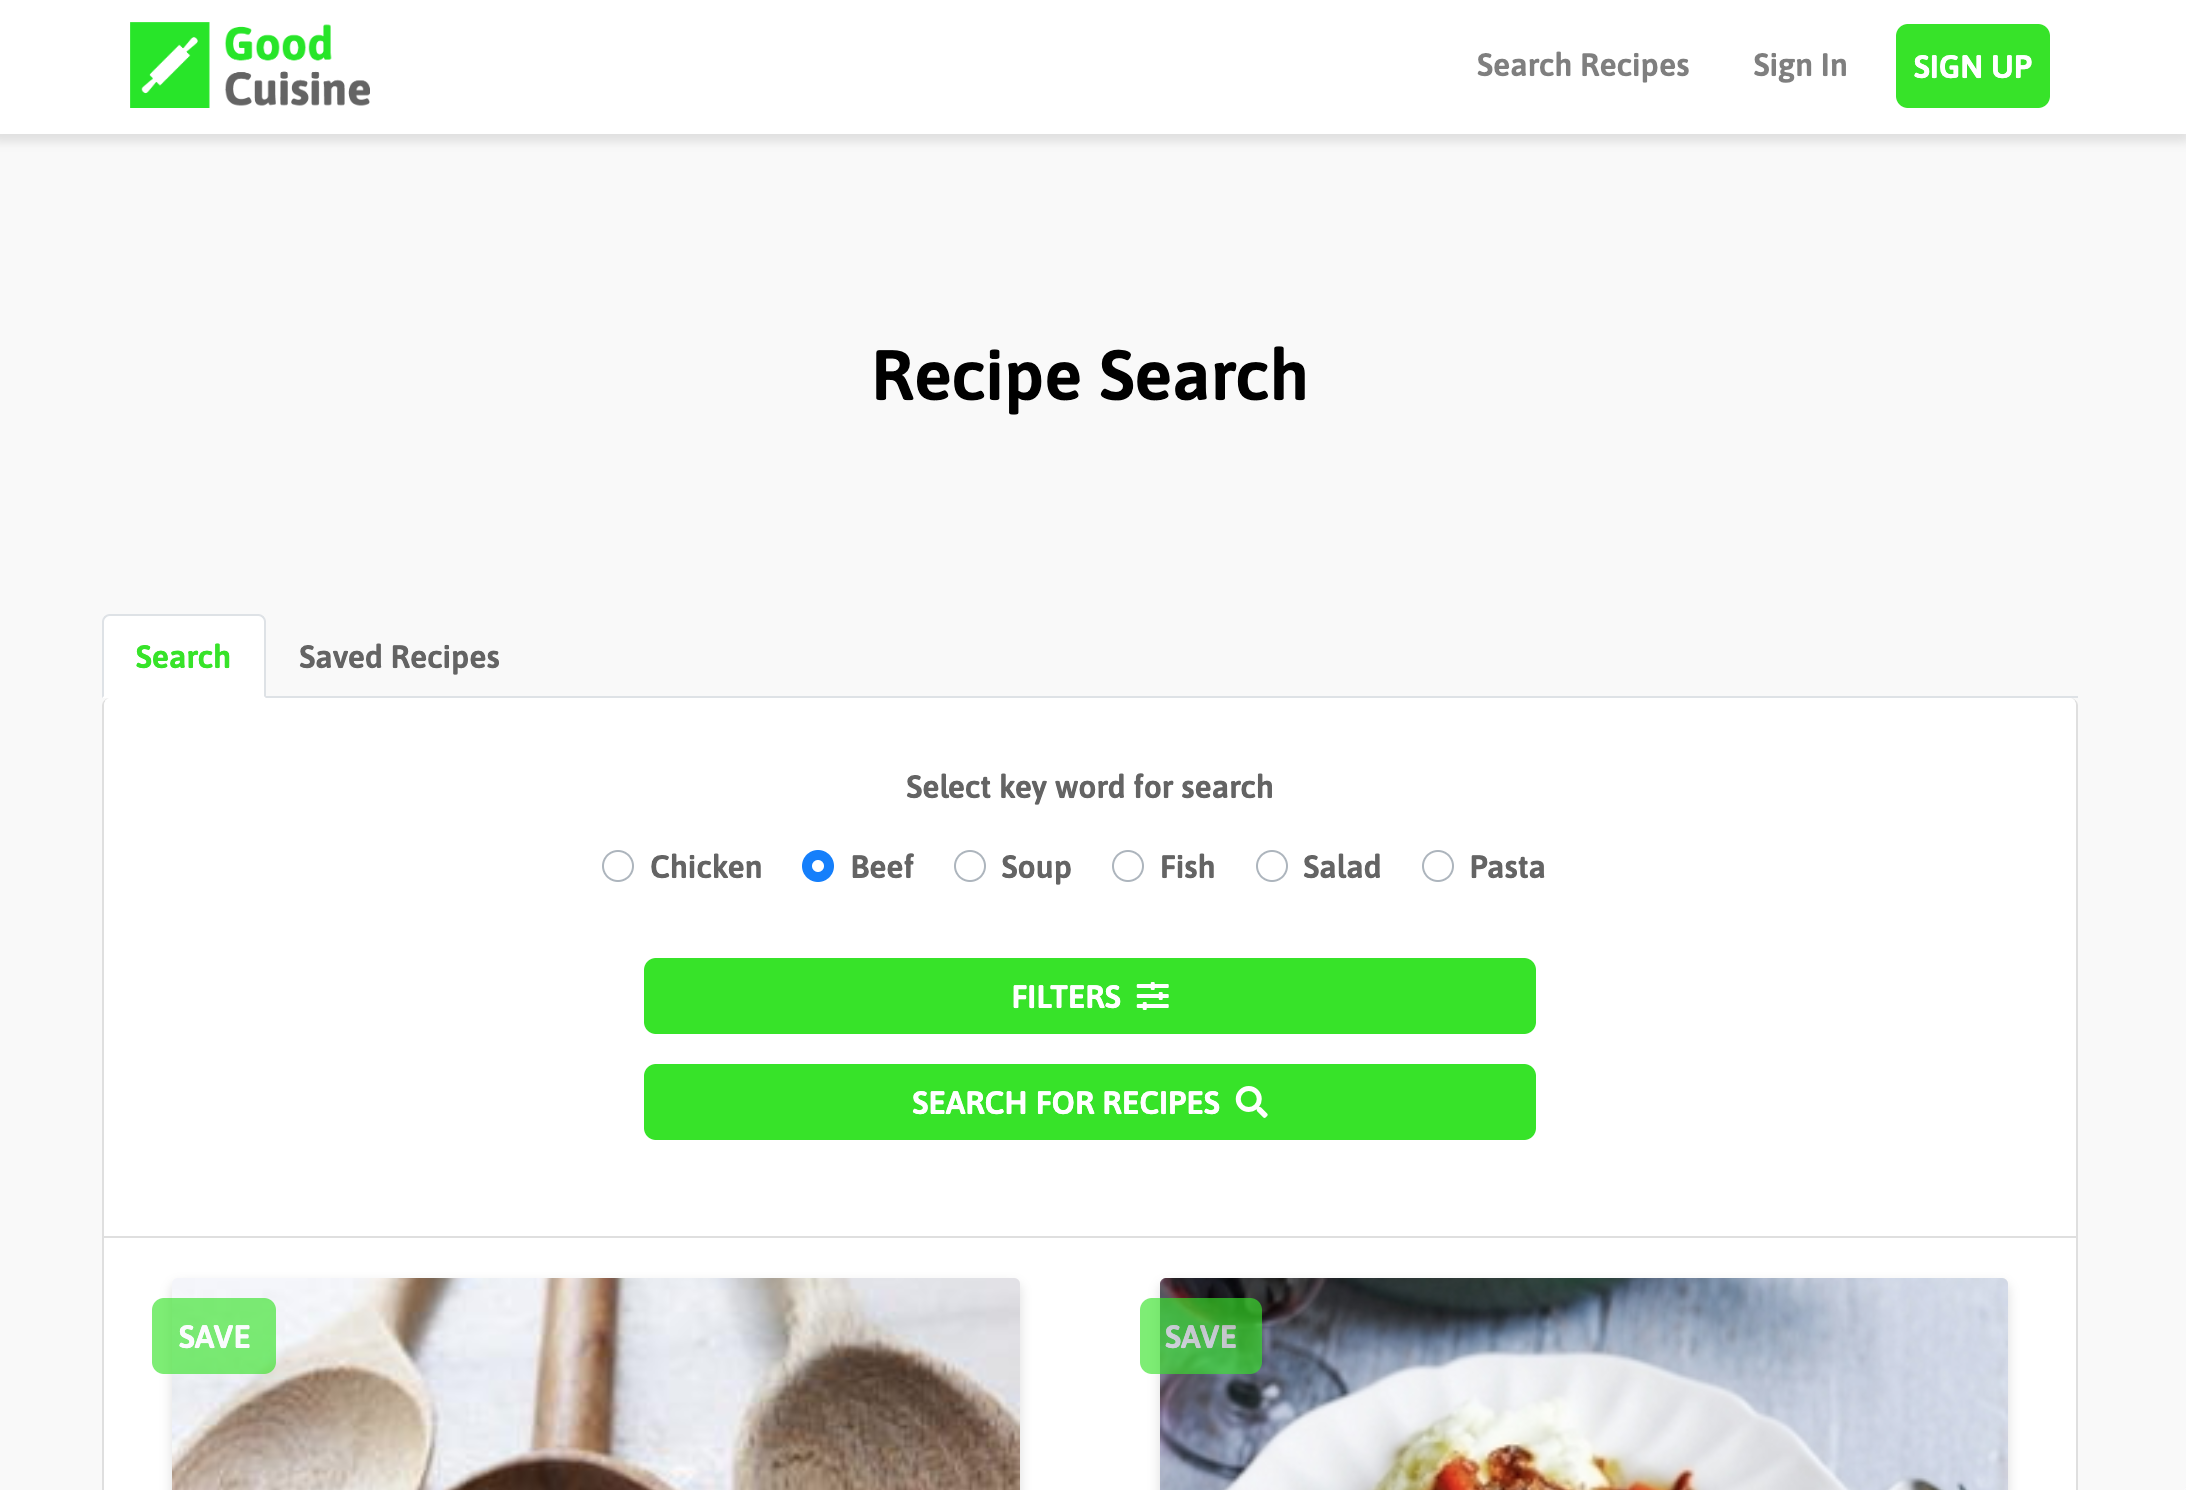 Good
Cuisine
Search Recipes
Sign In
SIGN UP
Recipe Search
Search
Saved Recipes
Select key word for search
Chicken
Beef
Soup
Fish
Salad
Pasta
FILTERS
SEARCH FOR RECIPES
SAVE
SAVE